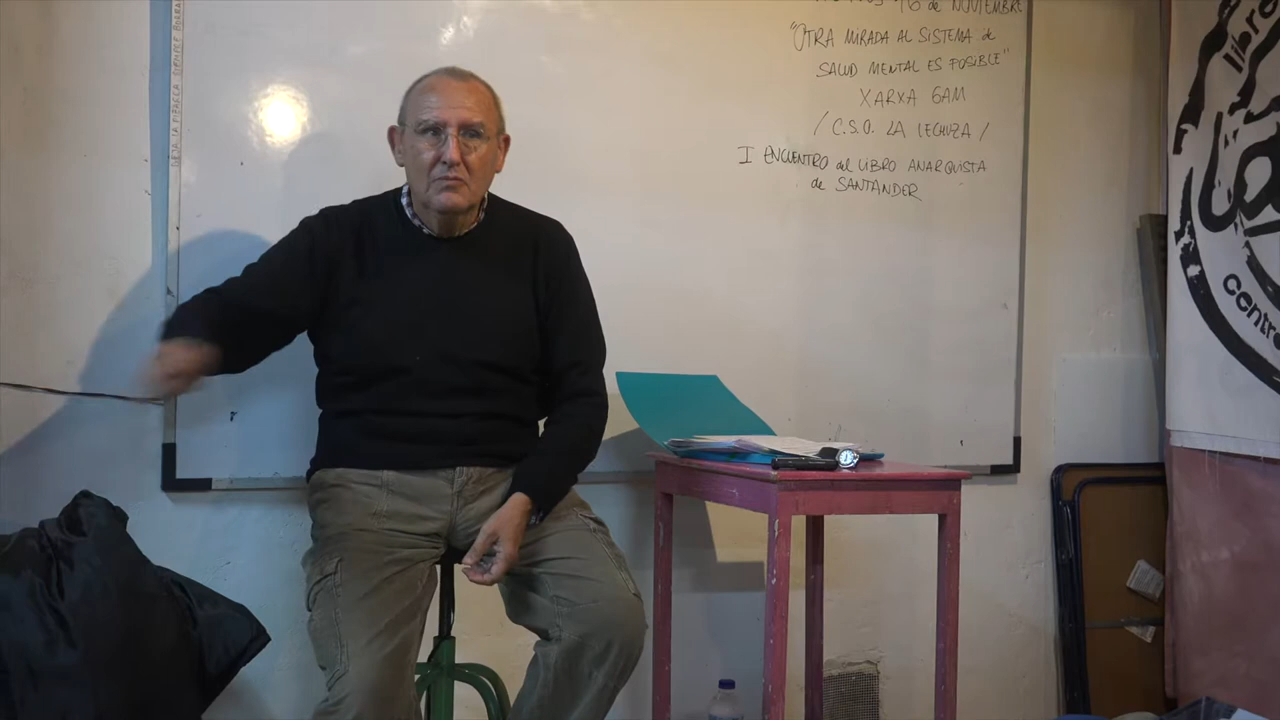 16 de NOVIEMBRE
"OTRA MIRADA AL SISTEMA de
SALUD MENTAL ES POSIBLE"
XARXA GAM
/ C.S.O. LA LECHUZA /
I ENCUENTRO del LIBRO ANARQUISTA
de SANTANDER
centro